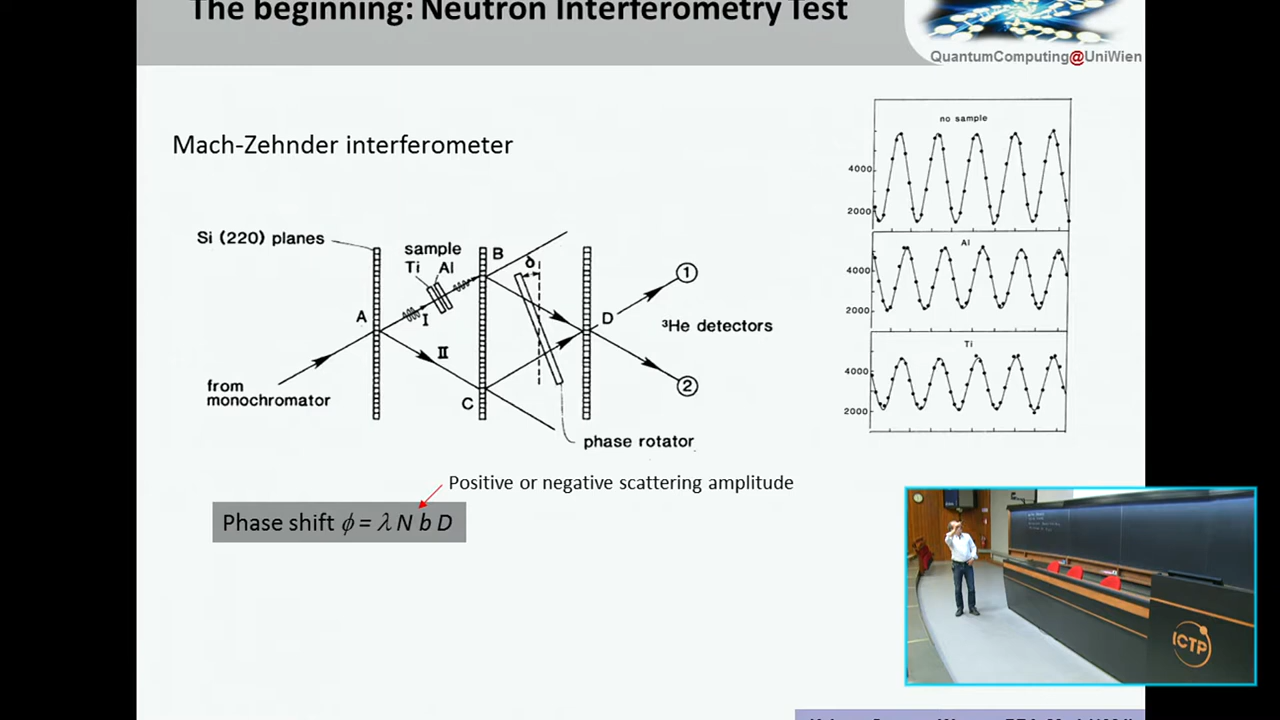 The beginning: Neutron Interferometry Test
QuantumComputing@UniWien
Mach-Zehnder interferometer
Si (220) planes
sample
Ti Al
B
δ
A
I
II
C
D
1
2
³He detectors
from
monochromator
phase rotator
no sample
4000
2000
Al
4000
2000
Ti
4000
2000
Positive or negative scattering amplitude
Phase shift ϕ = λ N b D
ICTP